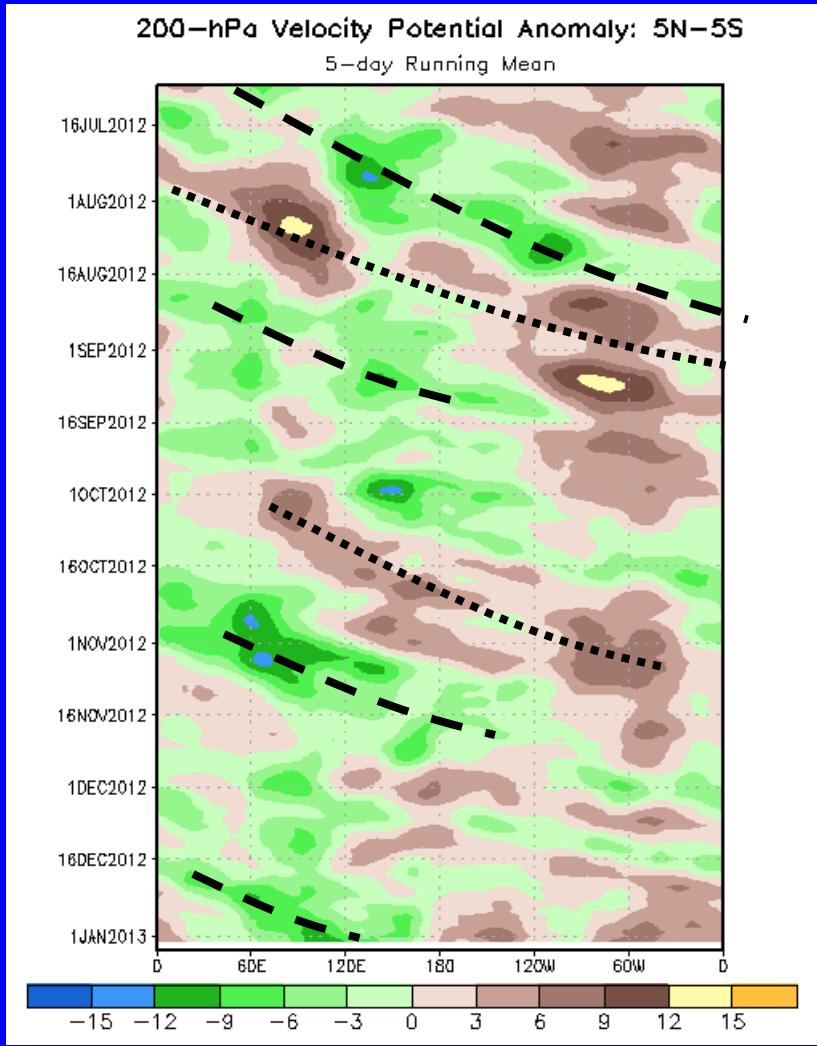 200-hPa Velocity Potential Anomaly: 5N-5S
5-day Running Mean
16JUL2012
1AUG2012
16AUG2012
1SEP2012
16SEP2012
1OCT2012
16OCT2012
1NOV2012
16NOV2012
1DEC2012
16DEC2012
1JAN2013
0 60E 120E 180 120W 60W 0
-15 -12 -9 -6 -3 0 3 6 9 12 15